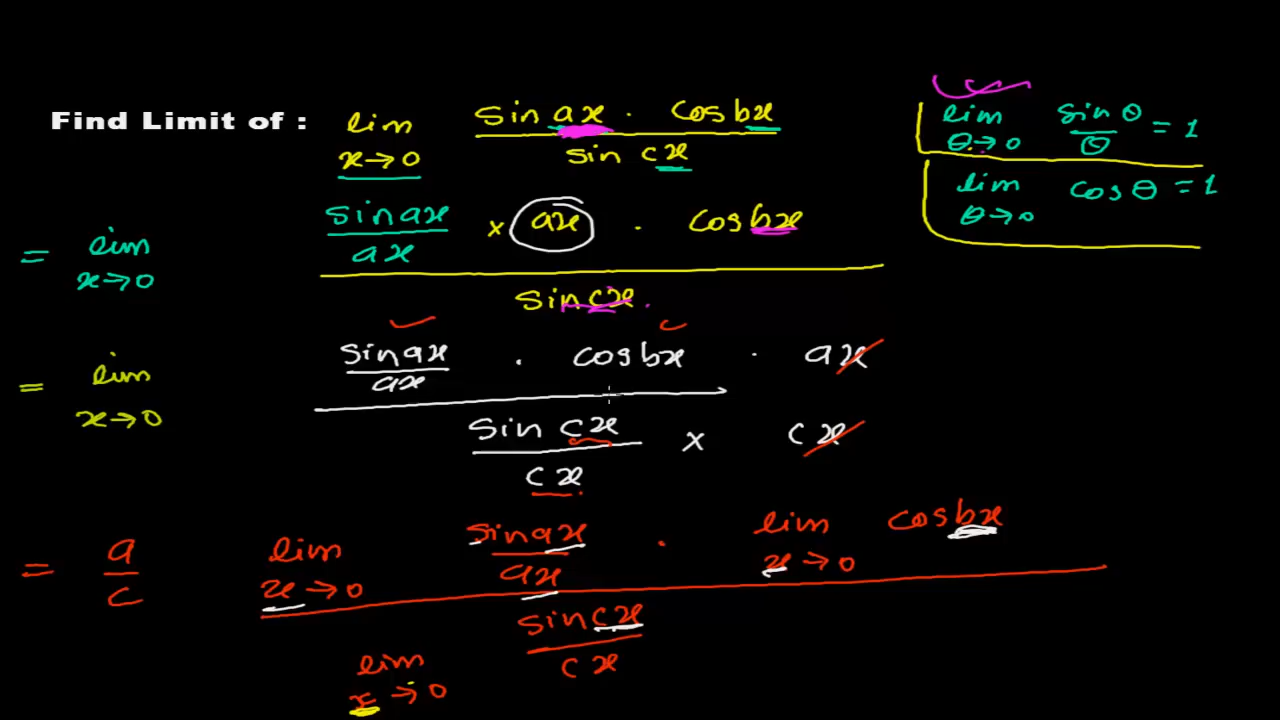 Find Limit of : lim x→0 (sin ax · cos bx) / (sin cx)
lim θ→0 sin θ / θ = 1
lim θ→0 cos θ = 1
= lim x→0 ((sin ax / ax) × ax · cos bx) / (sin cx)
= lim x→0 ((sin ax / ax) · cos bx · ax) / ((sin cx / cx) × cx)
= a/c (lim x→0 sin ax / ax · lim x→0 cos bx) / (lim x→0 sin cx / cx)